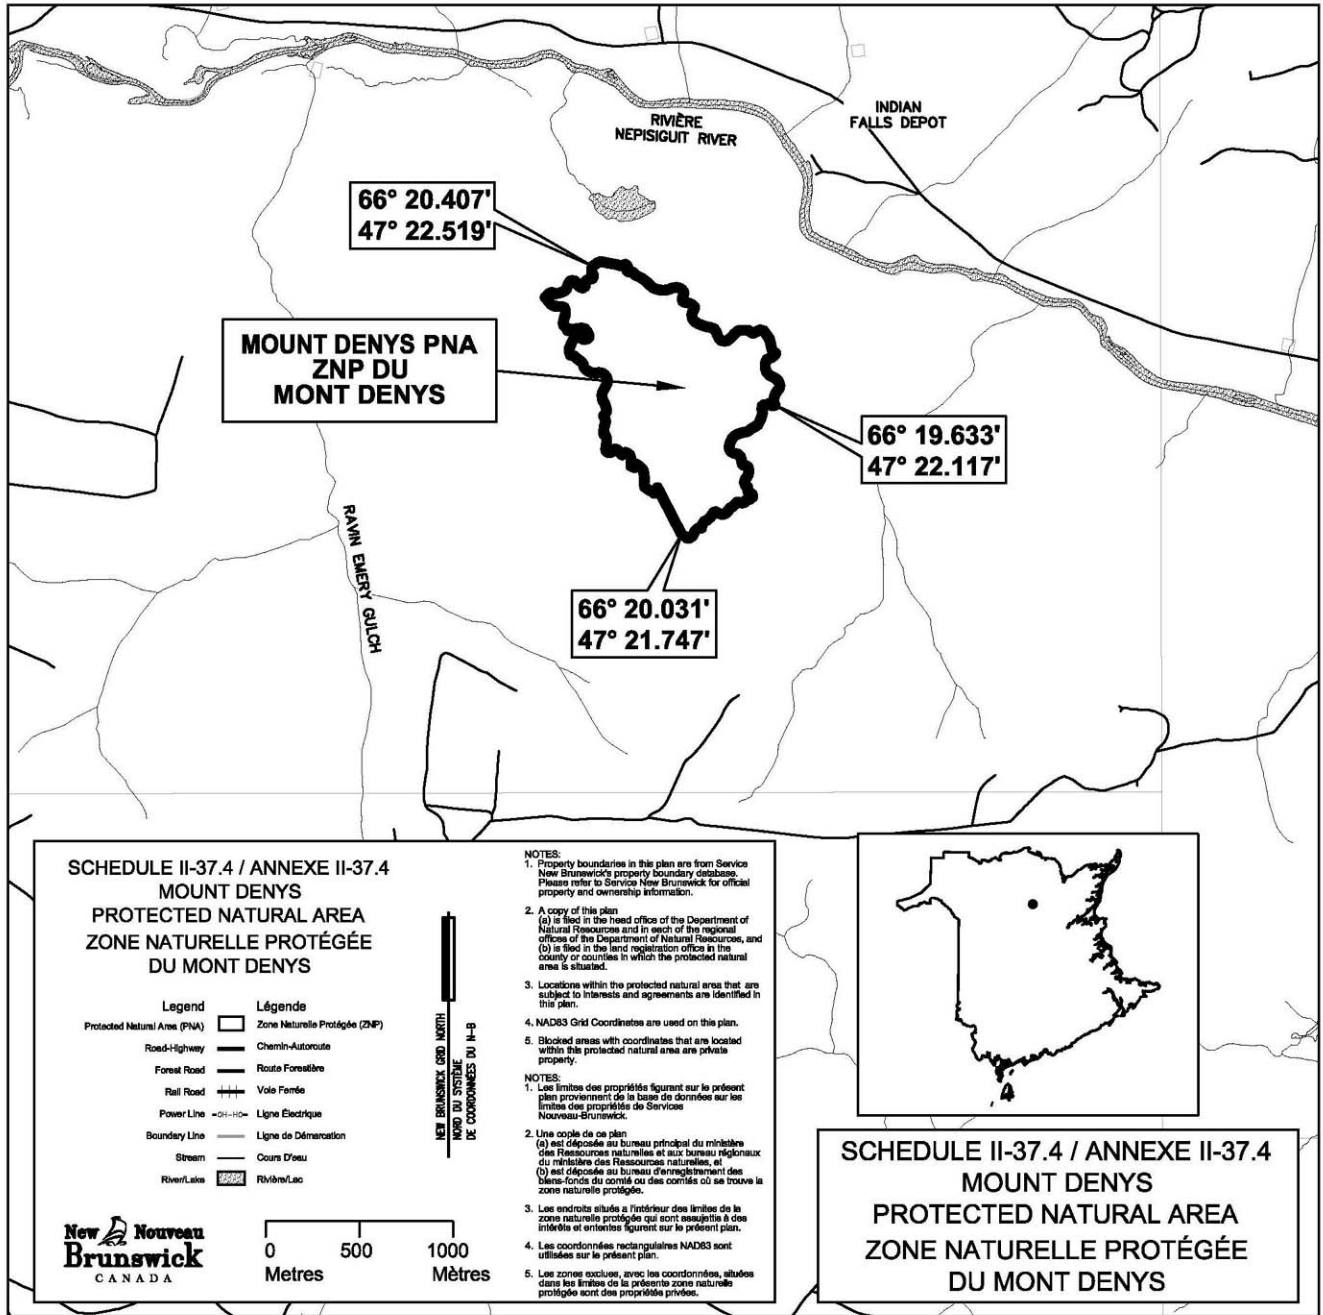 RIVIÈRE
NEPISIGUIT RIVER
INDIAN
FALLS DEPOT
66° 20.407'
47° 22.519'
MOUNT DENYS PNA
ZNP DU
MONT DENYS
66° 19.633'
47° 22.117'
RAVIN EMERY GULCH
66° 20.031'
47° 21.747'
SCHEDULE II-37.4 / ANNEXE II-37.4
MOUNT DENYS
PROTECTED NATURAL AREA
ZONE NATURELLE PROTÉGÉE
DU MONT DENYS
Legend Légende
Protected Natural Area (PNA) Zone Naturelle Protégée (ZNP)
Road-Highway Chemin-Autoroute
Forest Road Route Forestière
Rail Road Voie Ferrée
Power Line -OH-HO- Ligne Électrique
Boundary Line Ligne de Démarcation
Stream Cours D'eau
River/Lake Rivière/Lac
NEW BRUNSWICK GRID NORTH
NORD DU SYSTÈME
DE COORDONNÉES DU N-B
New Nouveau
Brunswick
CANADA
0 500 1000
Metres Mètres
NOTES:
1. Property boundaries in this plan are from Service
New Brunswick's property boundary database.
Please refer to Service New Brunswick for official
property and ownership information.
2. A copy of this plan
(a) is filed in the head office of the Department of
Natural Resources and in each of the regional
offices of the Department of Natural Resources, and
(b) is filed in the land registration office in the
county or counties in which the protected natural
area is situated.
3. Locations within the protected natural area that are
subject to interests and agreements are identified in
this plan.
4. NAD83 Grid Coordinates are used on this plan.
5. Blocked areas with coordinates that are located
within this protected natural area are private
property.
NOTES:
1. Les limites des propriétés figurant sur le présent
plan proviennent de la base de données sur les
limites des propriétés de Services
Nouveau-Brunswick.
2. Une copie de ce plan
(a) est déposée au bureau principal du ministère
des Ressources naturelles et aux bureau régionaux
du ministère des Ressources naturelles, et
(b) est déposée au bureau d'enregistrement des
biens-fonds du comté ou des comtés où se trouve la
zone naturelle protégée.
3. Les endroits situés a l'intérieur des limites de la
zone naturelle protégée qui sont assujettis à des
intérêts et ententes figurent sur le présent plan.
4. Les coordonnées rectangulaires NAD83 sont
utilisées sur le présent plan.
5. Les zones exclues, avec les coordonnées, situées
dans les limites de la présente zone naturelle
protégée sont des propriétés privées.
SCHEDULE II-37.4 / ANNEXE II-37.4
MOUNT DENYS
PROTECTED NATURAL AREA
ZONE NATURELLE PROTÉGÉE
DU MONT DENYS